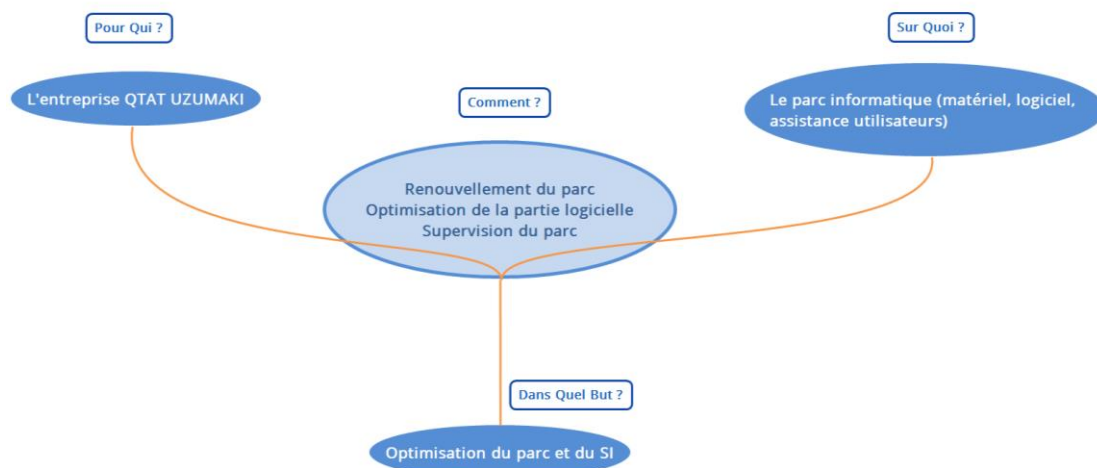 Pour Qui ?
Sur Quoi ?
L'entreprise QTAT UZUMAKI
Comment ?
Le parc informatique (matériel, logiciel,
assistance utilisateurs)
Renouvellement du parc
Optimisation de la partie logicielle
Supervision du parc
Dans Quel But ?
Optimisation du parc et du SI